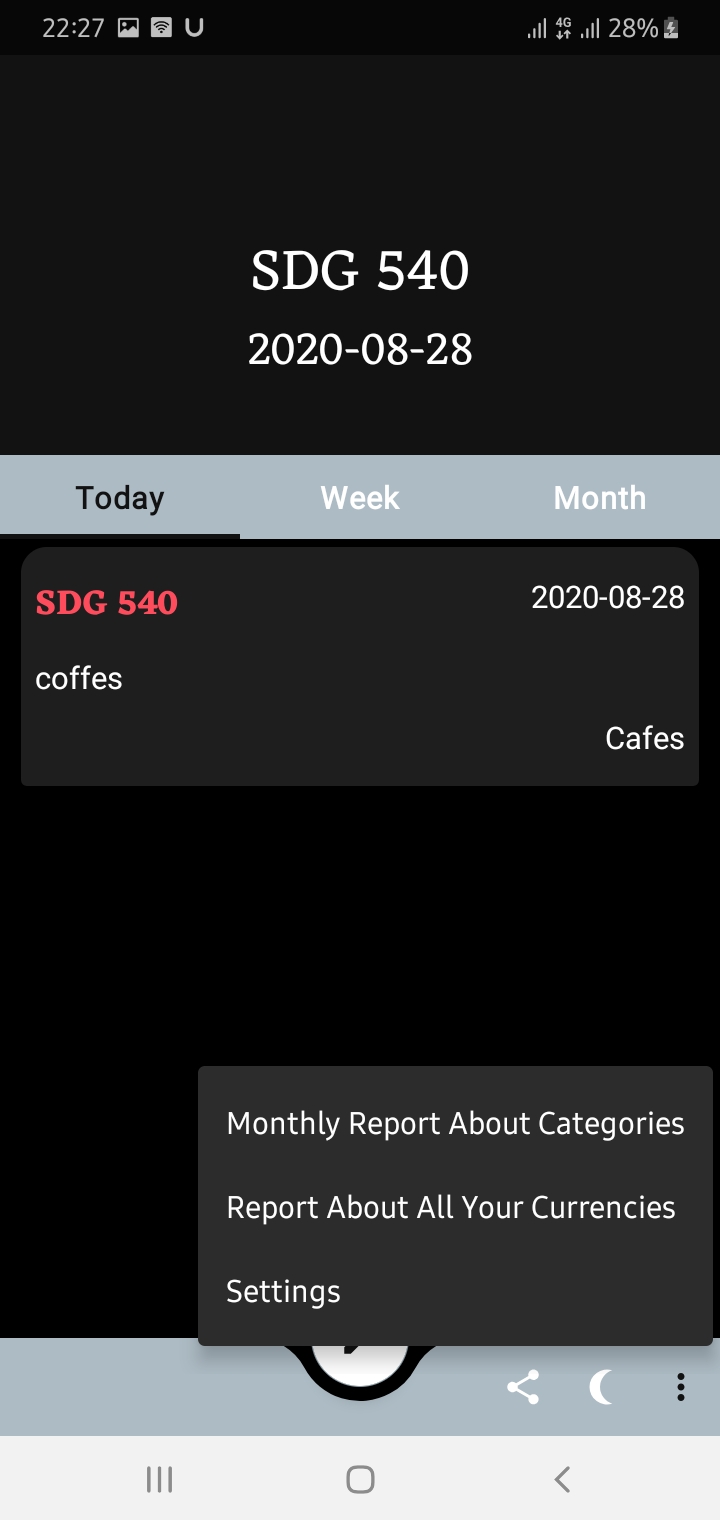 22:27
4G
28%
SDG 540
2020-08-28
Today Week Month
SDG 540 2020-08-28
coffes
Cafes
Monthly Report About Categories
Report About All Your Currencies
Settings